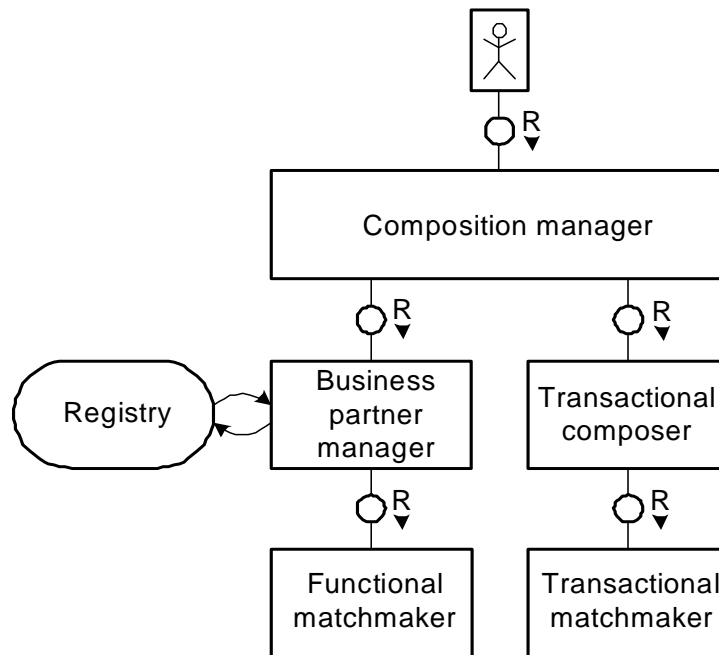 R
Composition manager
R
R
Registry
Business
partner
manager
Transactional
composer
R
R
Functional
matchmaker
Transactional
matchmaker